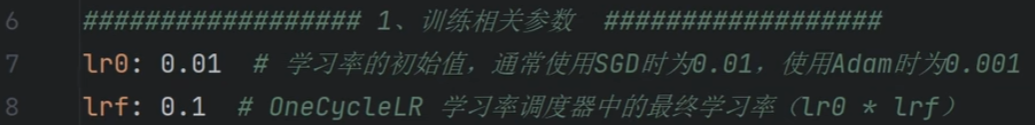 6 ################## 1、训练相关参数 ##################
7 lr0: 0.01 # 学习率的初始值，通常使用SGD时为0.01，使用Adam时为0.001
8 lrf: 0.1 # OneCycleLR 学习率调度器中的最终学习率（lr0 * lrf）